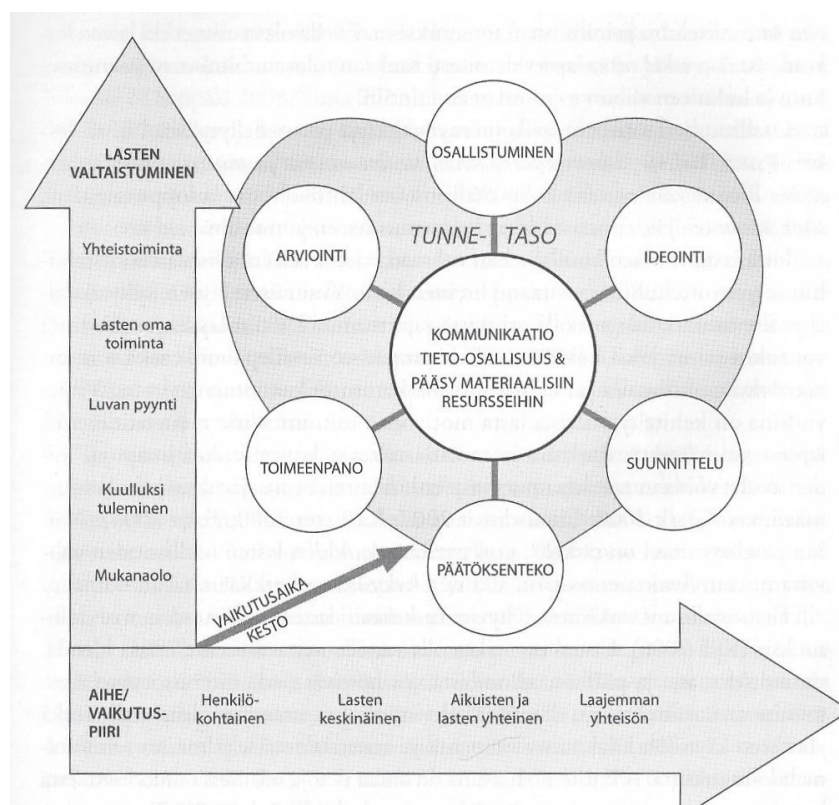 LASTEN
VALTAISTUMINEN
Yhteistoiminta
Lasten oma
toiminta
Luvan pyynti
Kuulluksi
tuleminen
Mukanaolo
OSALLISTUMINEN
ARVIOINTI
TUNNE-
TASO
IDEOINTI
KOMMUNIKAATIO
TIETO-OSALLISUUS &
PÄÄSY MATERIAALISIIN
RESURSSEIHIN
TOIMEENPANO
SUUNNITTELU
PÄÄTÖKSENTEKO
VAIKUTUSAIKA
KESTO
AIHE/
VAIKUTUS-
PIIRI
Henkilö-
kohtainen
Lasten
keskinäinen
Aikuisten ja
lasten yhteinen
Laajemman
yhteisön